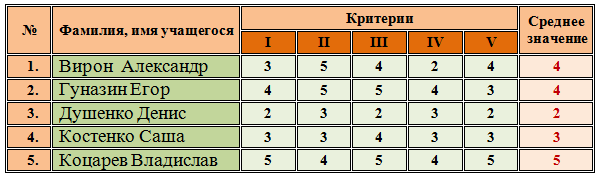 № Фамилия, имя учащегося Критерии Среднее значение
I II III IV V
1. Вирон Александр 3 5 4 2 4 4
2. Гуназин Егор 4 5 5 4 3 4
3. Душенко Денис 2 3 2 3 2 2
4. Костенко Саша 3 3 4 3 3 3
5. Коцарев Владислав 5 4 5 4 5 5